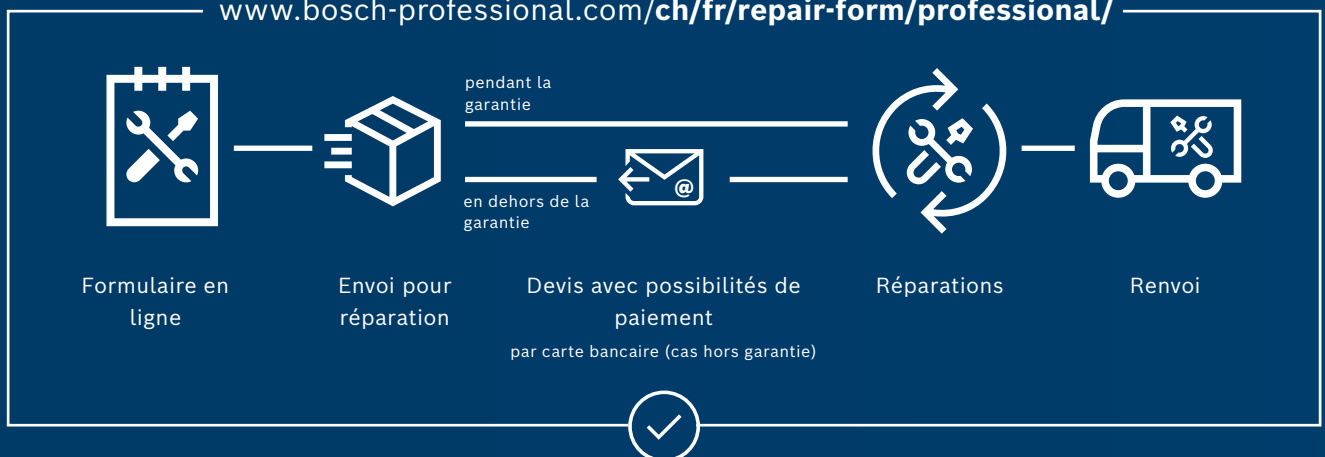 www.bosch-professional.com/ch/fr/repair-form/professional/
pendant la
garantie
@
en dehors de la
garantie
Formulaire en
ligne
Envoi pour
réparation
Devis avec possibilités de
paiement
par carte bancaire (cas hors garantie)
Réparations
Renvoi